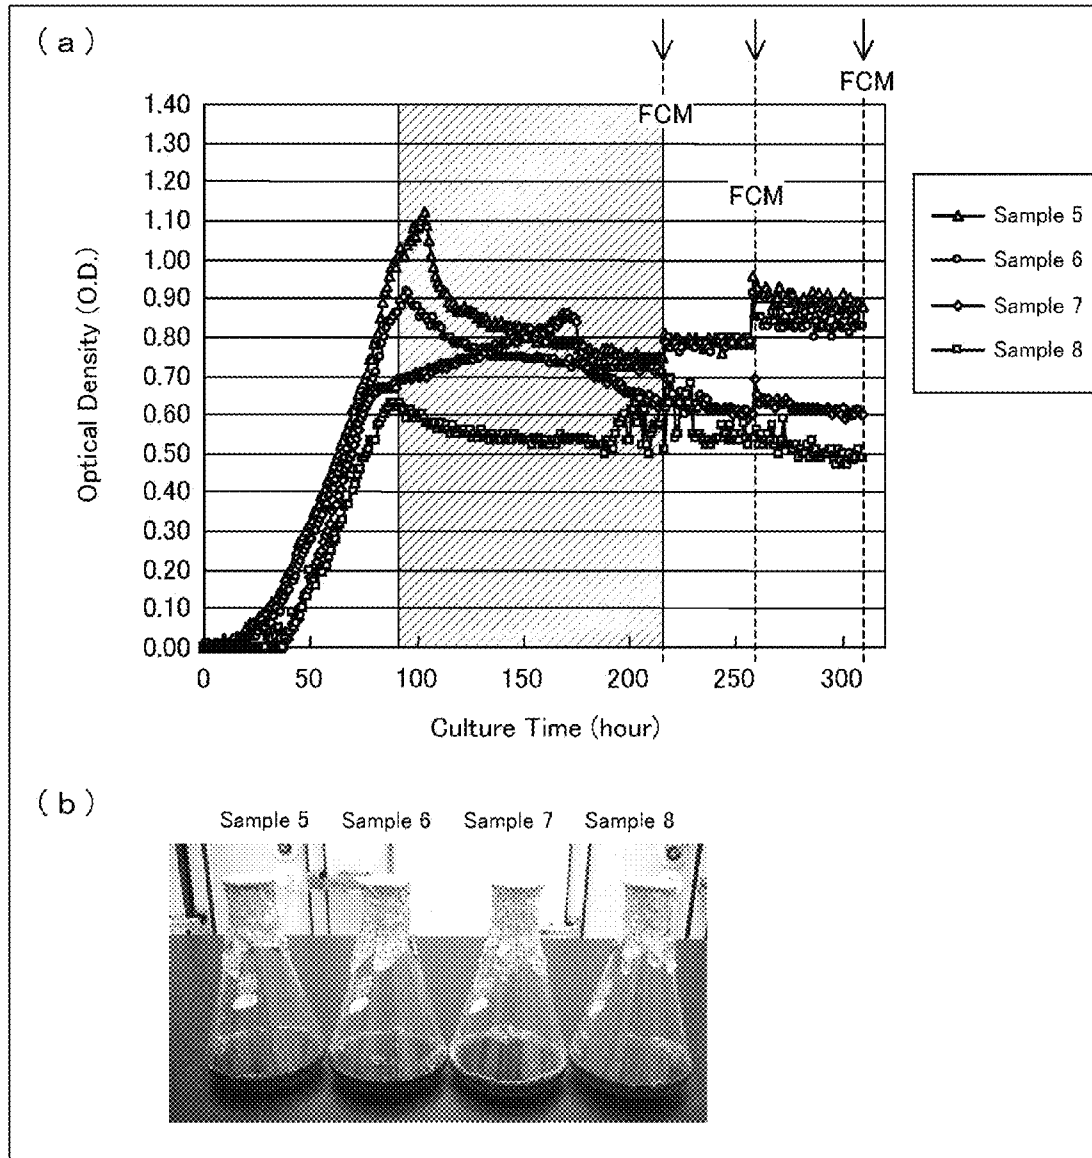 (a)
FCM
FCM
FCM
1.40
1.30
1.20
1.10
1.00
0.90
0.80
0.70
0.60
0.50
0.40
0.30
0.20
0.10
0.00
Optical Density (O.D.)
0 50 100 150 200 250 300
Culture Time (hour)
Sample 5
Sample 6
Sample 7
Sample 8
(b)
Sample 5 Sample 6 Sample 7 Sample 8